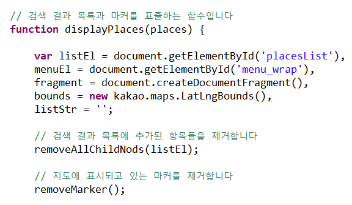 // 검색 결과 목록과 마커를 표출하는 함수입니다
function displayPlaces(places) {
var listEl = document.getElementById('placesList'),
menuEl = document.getElementById('menu_wrap'),
fragment = document.createDocumentFragment(),
bounds = new kakao.maps.LatLngBounds(),
listStr = '';
// 검색 결과 목록에 추가된 항목들을 제거합니다
removeAllChildNods(listEl);
// 지도에 표시되고 있는 마커를 제거합니다
removeMarker();